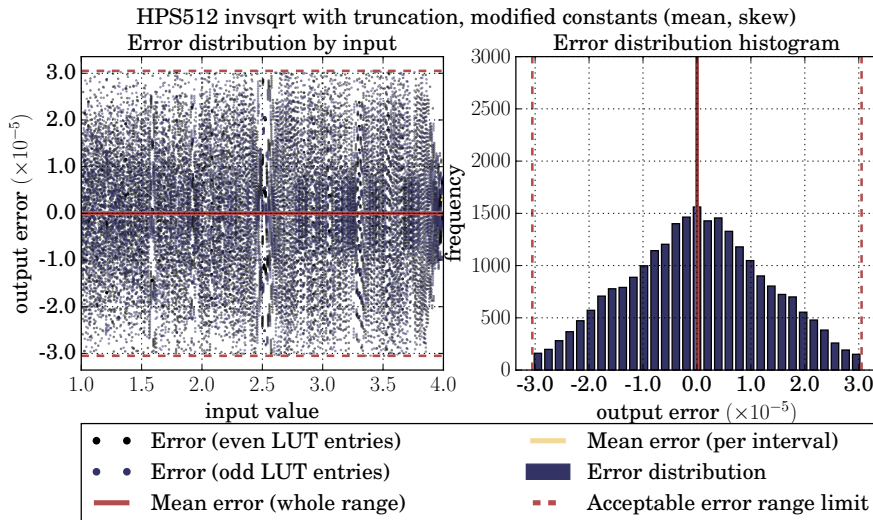 HPS512 invsqrt with truncation, modified constants (mean, skew)
Error distribution by input
3.0
2.0
1.0
0.0
-1.0
-2.0
-3.0
output error (×10⁻⁵)
1.0 1.5 2.0 2.5 3.0 3.5 4.0
input value
Error distribution histogram
3000
2500
2000
1500
1000
500
0
frequency
-3.0 -2.0 -1.0 0.0 1.0 2.0 3.0
output error (×10⁻⁵)
Error (even LUT entries)
Error (odd LUT entries)
Mean error (whole range)
Mean error (per interval)
Error distribution
Acceptable error range limit